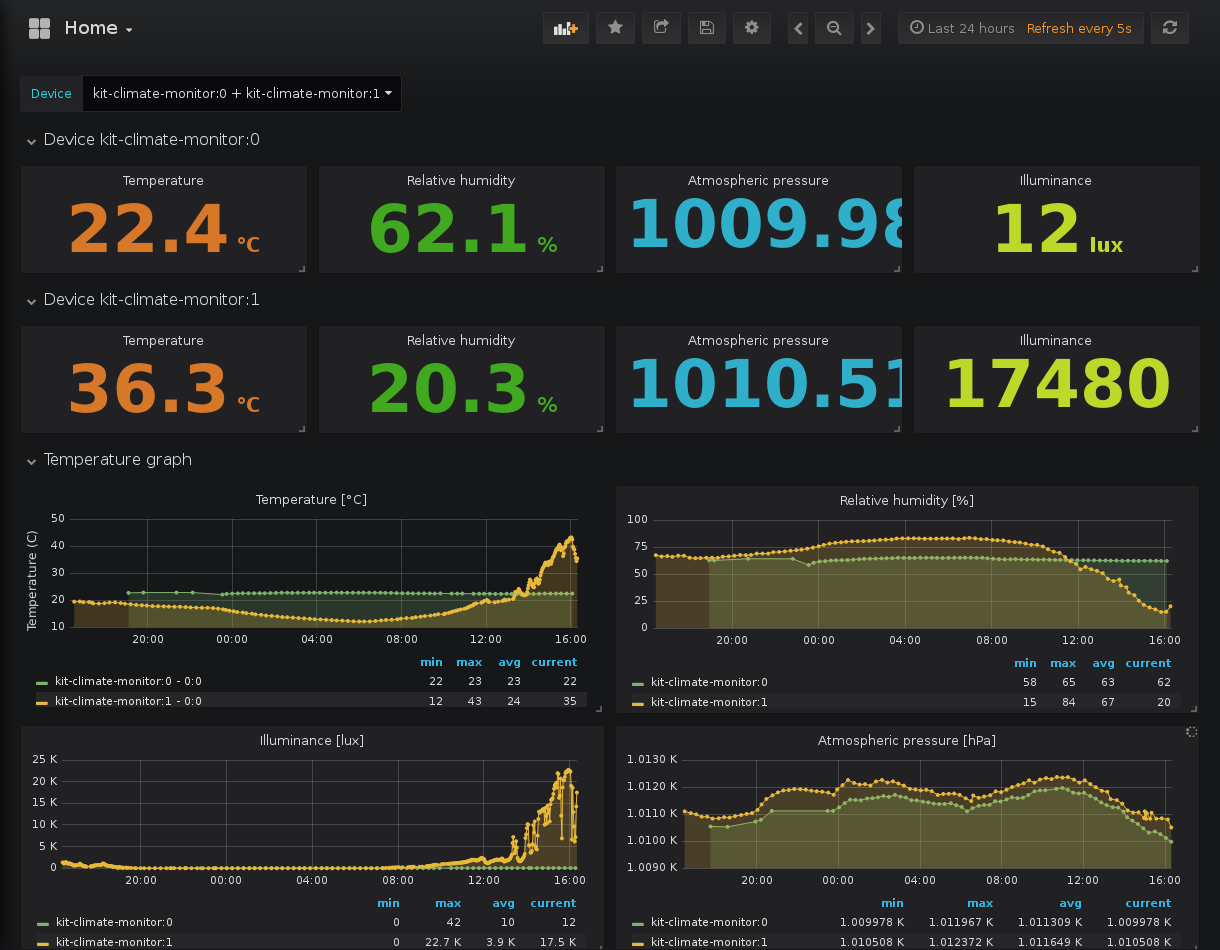 Home
Last 24 hours Refresh every 5s
Device kit-climate-monitor:0 + kit-climate-monitor:1
Device kit-climate-monitor:0
Temperature Relative humidity Atmospheric pressure Illuminance
22.4 °C 62.1 % 1009.98 12 lux
Device kit-climate-monitor:1
Temperature Relative humidity Atmospheric pressure Illuminance
36.3 °C 20.3 % 1010.51 17480
Temperature graph
Temperature [°C]
Temperature (C)
50
40
30
20
10
20:00 00:00 04:00 08:00 12:00 16:00
min max avg current
kit-climate-monitor:0 - 0:0 22 23 23 22
kit-climate-monitor:1 - 0:0 12 43 24 35
Relative humidity [%]
100
75
50
25
0
20:00 00:00 04:00 08:00 12:00 16:00
min max avg current
kit-climate-monitor:0 58 65 63 62
kit-climate-monitor:1 15 84 67 20
Illuminance [lux]
25 K
20 K
15 K
10 K
5 K
0
20:00 00:00 04:00 08:00 12:00 16:00
min max avg current
kit-climate-monitor:0 0 42 10 12
kit-climate-monitor:1 0 22.7 K 3.9 K 17.5 K
Atmospheric pressure [hPa]
1.0130 K
1.0120 K
1.0110 K
1.0100 K
1.0090 K
20:00 00:00 04:00 08:00 12:00 16:00
min max avg current
kit-climate-monitor:0 1.009978 K 1.011967 K 1.011309 K 1.009978 K
kit-climate-monitor:1 1.010508 K 1.012372 K 1.011649 K 1.010508 K